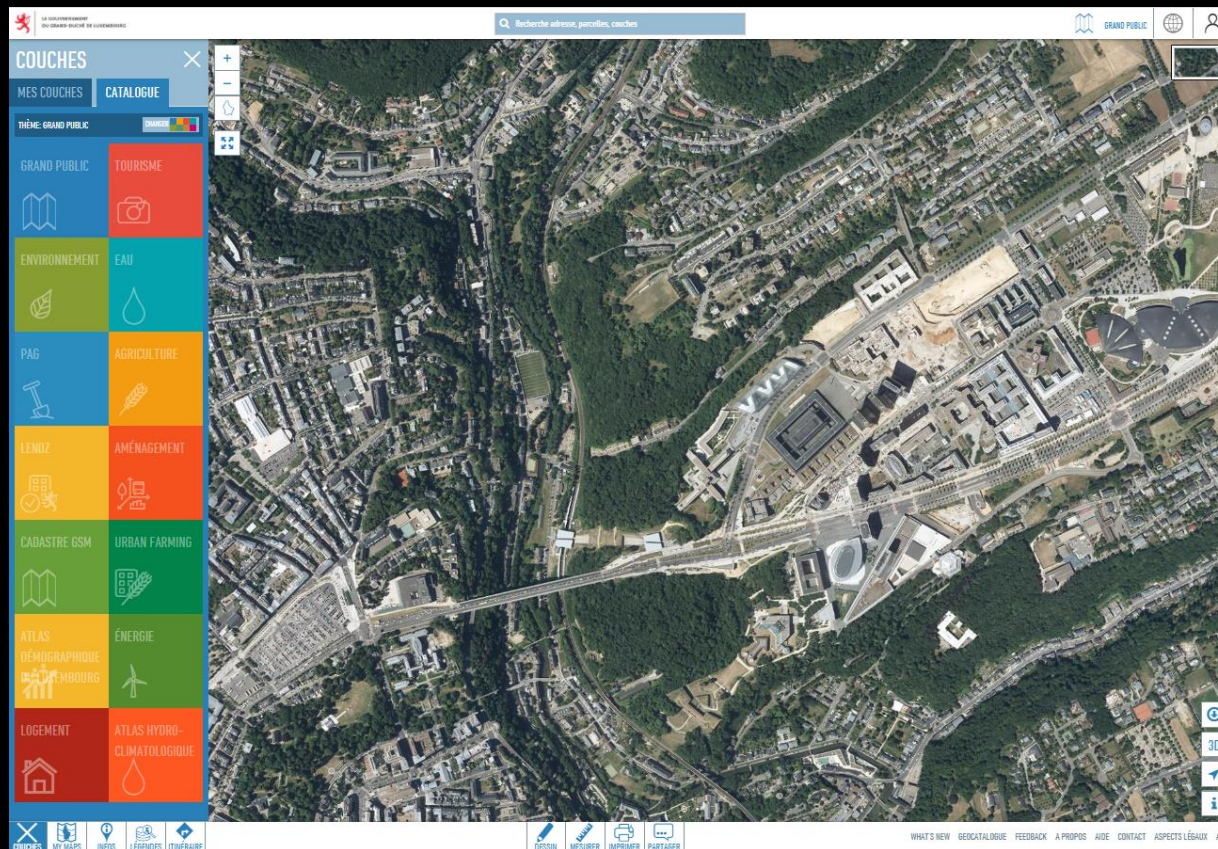 LE GOUVERNEMENT
DU GRAND-DUCHÉ DE LUXEMBOURG
Recherche adresse, parcelles, couches
GRAND PUBLIC
COUCHES
MES COUCHES
CATALOGUE
THÈME: GRAND PUBLIC
CHANGER
GRAND PUBLIC
TOURISME
ENVIRONNEMENT
EAU
PAG
AGRICULTURE
LENOZ
AMÉNAGEMENT
CADASTRE GSM
URBAN FARMING
ATLAS
DÉMOGRAPHIQUE
DU LUXEMBOURG
ÉNERGIE
LOGEMENT
ATLAS HYDRO-
CLIMATOLOGIQUE
3D
COUCHES
MY MAPS
INFOS
LÉGENDES
ITINÉRAIRE
DESSIN
MESURER
IMPRIMER
PARTAGER
WHAT'S NEW GEOCATALOGUE FEEDBACK A PROPOS AIDE CONTACT ASPECTS LÉGAUX A